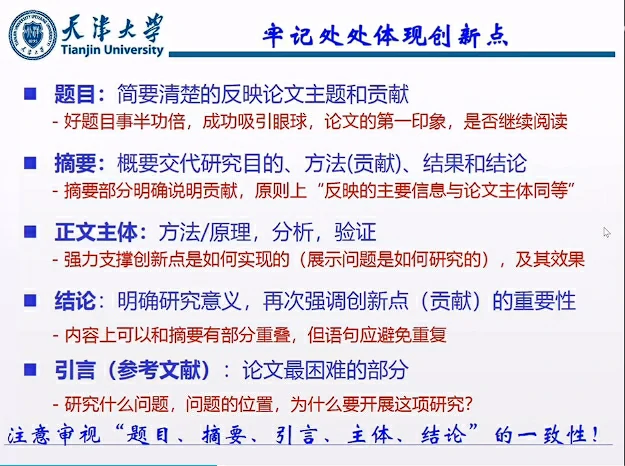 天津大学
Tianjin University
牢记处处体现创新点
■ 题目：简要清楚的反映论文主题和贡献
- 好题目事半功倍，成功吸引眼球，论文的第一印象，是否继续阅读
■ 摘要：概要交代研究目的、方法(贡献)、结果和结论
- 摘要部分明确说明贡献，原则上“反映的主要信息与论文主体同等”
■ 正文主体：方法/原理，分析，验证
- 强力支撑创新点是如何实现的（展示问题是如何研究的），及其效果
■ 结论：明确研究意义，再次强调创新点（贡献）的重要性
- 内容上可以和摘要有部分重叠，但语句应避免重复
■ 引言（参考文献）：论文最困难的部分
- 研究什么问题，问题的位置，为什么要开展这项研究？
注意审视“题目、摘要、引言、主体、结论”的一致性！